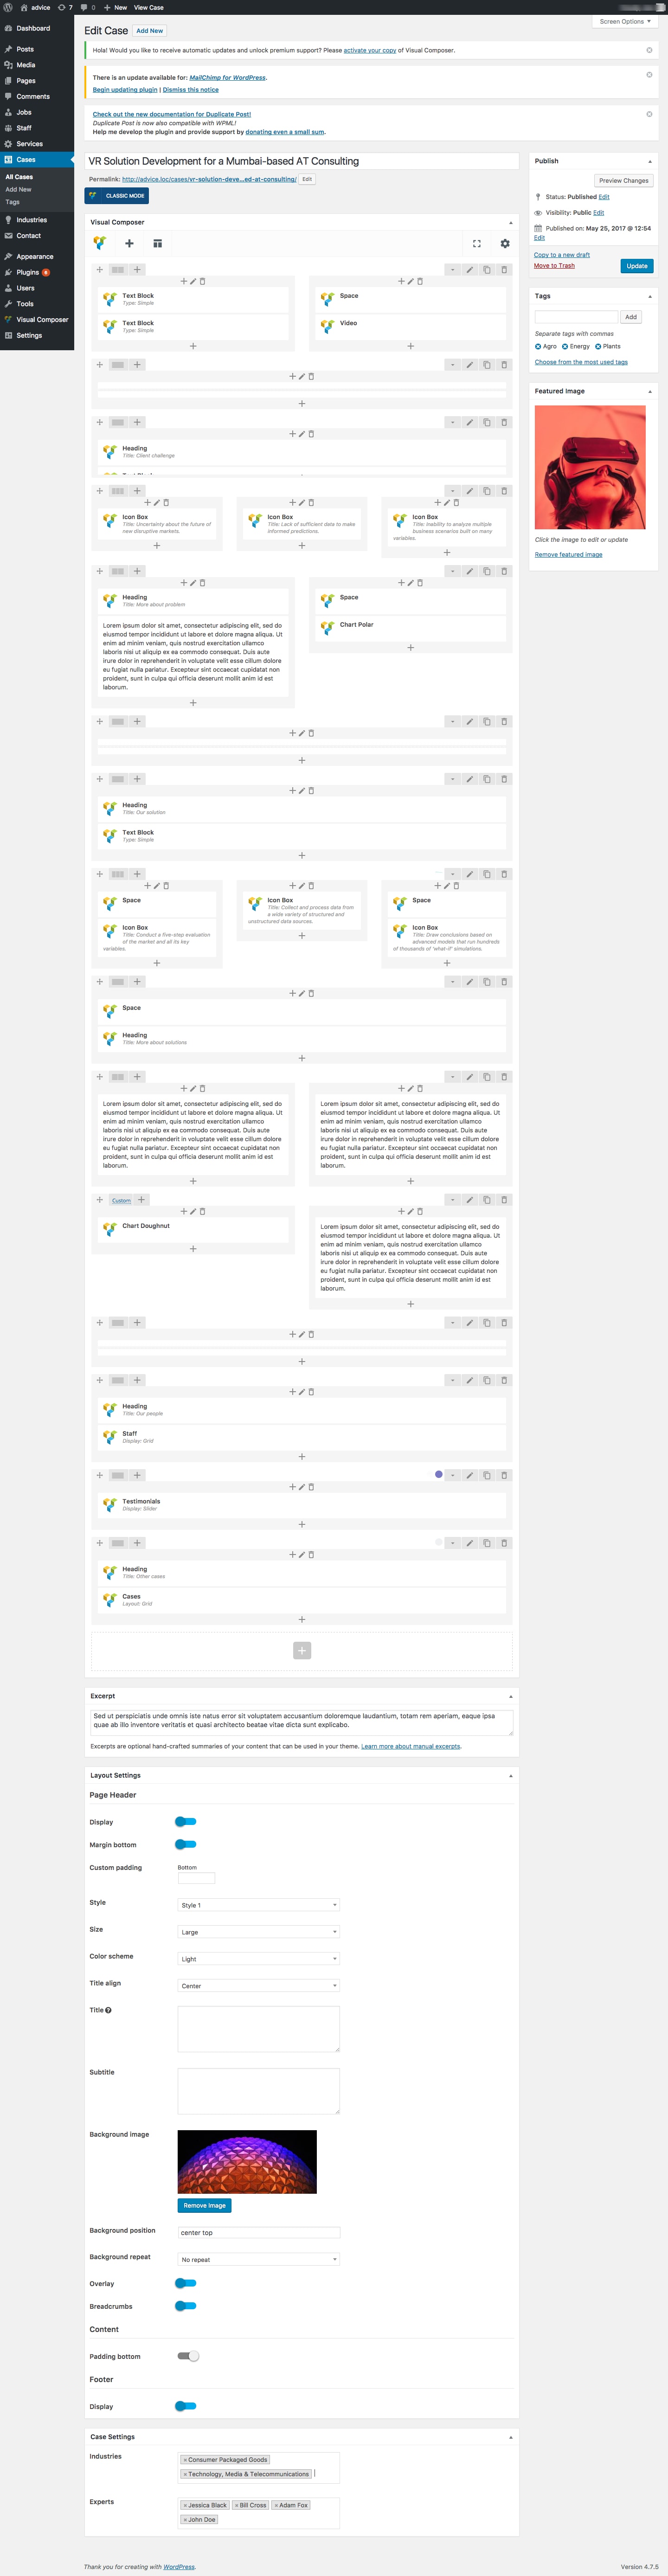 advice 7 0 New View Case
Dashboard
Posts
Media
Pages
Comments
Jobs
Staff
Services
Cases
All Cases
Add New
Tags
Industries
Contact
Appearance
Plugins 6
Users
Tools
Visual Composer
Settings
Screen Options
Edit Case Add New
Hola! Would you like to receive automatic updates and unlock premium support? Please activate your copy of Visual Composer.
There is an update available for: MailChimp for WordPress.
Begin updating plugin | Dismiss this notice
Check out the new documentation for Duplicate Post!
Duplicate Post is now also compatible with WPML!
Help me develop the plugin and provide support by donating even a small sum.
VR Solution Development for a Mumbai-based AT Consulting
Permalink: http://advice.loc/cases/vr-solution-deve...ed-at-consulting/ Edit
CLASSIC MODE
Visual Composer
Text Block
Type: Simple
Text Block
Type: Simple
Space
Video
Heading
Title: Client challenge
Icon Box
Title: Uncertainty about the future of
new disruptive markets.
Icon Box
Title: Lack of sufficient data to make
informed predictions.
Icon Box
Title: Inability to analyze multiple
business scenarios built on many
variables.
Heading
Title: More about problem
Lorem ipsum dolor sit amet, consectetur adipiscing elit, sed do
eiusmod tempor incididunt ut labore et dolore magna aliqua. Ut
enim ad minim veniam, quis nostrud exercitation ullamco
laboris nisi ut aliquip ex ea commodo consequat. Duis aute
irure dolor in reprehenderit in voluptate velit esse cillum dolore
eu fugiat nulla pariatur. Excepteur sint occaecat cupidatat non
proident, sunt in culpa qui officia deserunt mollit anim id est
laborum.
Space
Chart Polar
Heading
Title: Our solution
Text Block
Type: Simple
Space
Icon Box
Title: Conduct a five-step evaluation
of the market and all its key
variables.
Icon Box
Title: Collect and process data from
a wide variety of structured and
unstructured data sources.
Space
Icon Box
Title: Draw conclusions based on
advanced models that run hundreds
of thousands of 'what-if' simulations.
Space
Heading
Title: More about solutions
Lorem ipsum dolor sit amet, consectetur adipiscing elit, sed do
eiusmod tempor incididunt ut labore et dolore magna aliqua. Ut
enim ad minim veniam, quis nostrud exercitation ullamco
laboris nisi ut aliquip ex ea commodo consequat. Duis aute
irure dolor in reprehenderit in voluptate velit esse cillum dolore
eu fugiat nulla pariatur. Excepteur sint occaecat cupidatat non
proident, sunt in culpa qui officia deserunt mollit anim id est
laborum.
Lorem ipsum dolor sit amet, consectetur adipiscing elit, sed do
eiusmod tempor incididunt ut labore et dolore magna aliqua. Ut
enim ad minim veniam, quis nostrud exercitation ullamco
laboris nisi ut aliquip ex ea commodo consequat. Duis aute
irure dolor in reprehenderit in voluptate velit esse cillum dolore
eu fugiat nulla pariatur. Excepteur sint occaecat cupidatat non
proident, sunt in culpa qui officia deserunt mollit anim id est
laborum.
Custom
Chart Doughnut
Lorem ipsum dolor sit amet, consectetur adipiscing elit, sed do
eiusmod tempor incididunt ut labore et dolore magna aliqua. Ut
enim ad minim veniam, quis nostrud exercitation ullamco
laboris nisi ut aliquip ex ea commodo consequat. Duis aute
irure dolor in reprehenderit in voluptate velit esse cillum dolore
eu fugiat nulla pariatur. Excepteur sint occaecat cupidatat non
proident, sunt in culpa qui officia deserunt mollit anim id est
laborum.
Heading
Title: Our people
Staff
Display: Grid
Testimonials
Display: Slider
Heading
Title: Other cases
Cases
Layout: Grid
Excerpt
Sed ut perspiciatis unde omnis iste natus error sit voluptatem accusantium doloremque laudantium, totam rem aperiam, eaque ipsa
quae ab illo inventore veritatis et quasi architecto beatae vitae dicta sunt explicabo.
Excerpts are optional hand-crafted summaries of your content that can be used in your theme. Learn more about manual excerpts.
Layout Settings
Page Header
Display
Margin bottom
Custom padding Bottom
Style Style 1
Size Large
Color scheme Light
Title align Center
Title
Subtitle
Background image
Remove Image
Background position center top
Background repeat No repeat
Overlay
Breadcrumbs
Content
Padding bottom
Footer
Display
Case Settings
Industries × Consumer Packaged Goods
× Technology, Media & Telecommunications
Experts × Jessica Black × Bill Cross × Adam Fox
× John Doe
Publish
Preview Changes
Status: Published Edit
Visibility: Public Edit
Published on: May 25, 2017 @ 12:54
Edit
Copy to a new draft
Move to Trash Update
Tags
Add
Separate tags with commas
Agro Energy Plants
Choose from the most used tags
Featured Image
Click the image to edit or update
Remove featured image
Thank you for creating with WordPress. Version 4.7.5